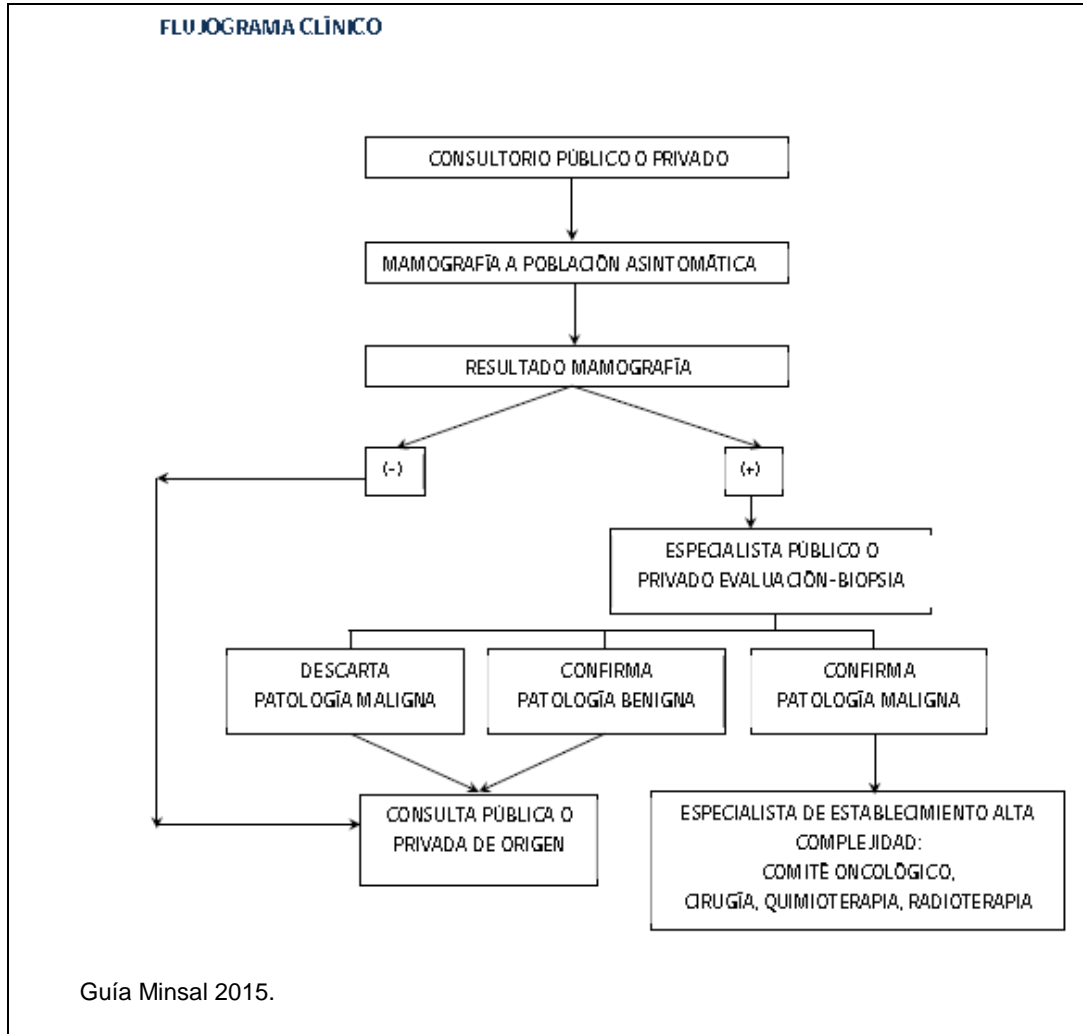 FLUJOGRAMA CLÍNICO
CONSULTORIO PÚBLICO O PRIVADO
MAMOGRAFÍA A POBLACIÓN ASINTOMÁTICA
RESULTADO MAMOGRAFÍA
(-)
(+)
ESPECIALISTA PÚBLICO O
PRIVADO EVALUACIÓN-BIOPSIA
DESCARTA
PATOLOGÍA MALIGNA
CONFIRMA
PATOLOGÍA BENIGNA
CONFIRMA
PATOLOGÍA MALIGNA
CONSULTA PÚBLICA O
PRIVADA DE ORIGEN
ESPECIALISTA DE ESTABLECIMIENTO ALTA
COMPLEJIDAD:
COMITÉ ONCOLÓGICO,
CIRUGÍA, QUIMIOTERAPIA, RADIOTERAPIA
Guía Minsal 2015.